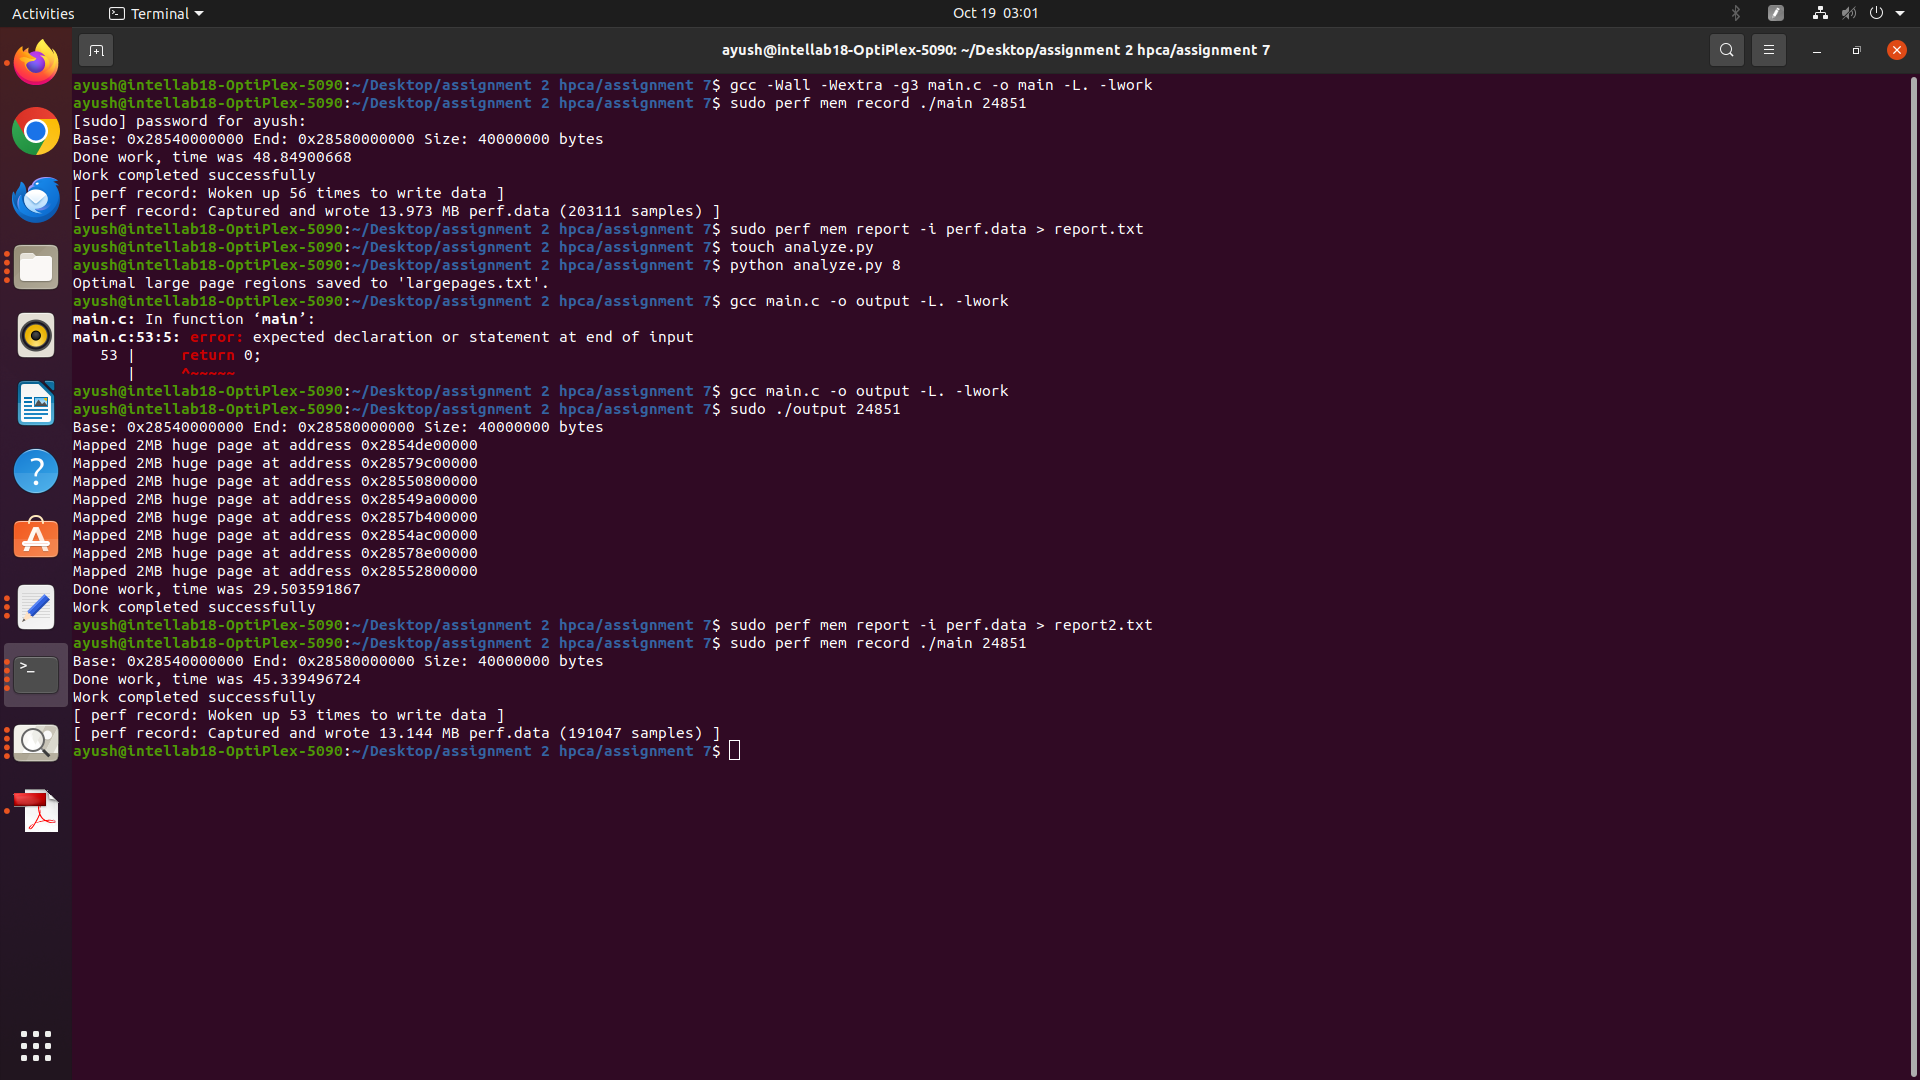 Activities
Terminal
Oct 19 03:01
ayush@intellab18-OptiPlex-5090: ~/Desktop/assignment 2 hpca/assignment 7
ayush@intellab18-OptiPlex-5090:~/Desktop/assignment 2 hpca/assignment 7$ gcc -Wall -Wextra -g3 main.c -o main -L. -lwork
ayush@intellab18-OptiPlex-5090:~/Desktop/assignment 2 hpca/assignment 7$ sudo perf mem record ./main 24851
[sudo] password for ayush:
Base: 0x28540000000 End: 0x28580000000 Size: 40000000 bytes
Done work, time was 48.84900668
Work completed successfully
[ perf record: Woken up 56 times to write data ]
[ perf record: Captured and wrote 13.973 MB perf.data (203111 samples) ]
ayush@intellab18-OptiPlex-5090:~/Desktop/assignment 2 hpca/assignment 7$ sudo perf mem report -i perf.data > report.txt
ayush@intellab18-OptiPlex-5090:~/Desktop/assignment 2 hpca/assignment 7$ touch analyze.py
ayush@intellab18-OptiPlex-5090:~/Desktop/assignment 2 hpca/assignment 7$ python analyze.py 8
Optimal large page regions saved to 'largepages.txt'.
ayush@intellab18-OptiPlex-5090:~/Desktop/assignment 2 hpca/assignment 7$ gcc main.c -o output -L. -lwork
main.c: In function ‘main’:
main.c:53:5: error: expected declaration or statement at end of input
   53 |     return 0;
      |     ^~~~~~
ayush@intellab18-OptiPlex-5090:~/Desktop/assignment 2 hpca/assignment 7$ gcc main.c -o output -L. -lwork
ayush@intellab18-OptiPlex-5090:~/Desktop/assignment 2 hpca/assignment 7$ sudo ./output 24851
Base: 0x28540000000 End: 0x28580000000 Size: 40000000 bytes
Mapped 2MB huge page at address 0x2854de00000
Mapped 2MB huge page at address 0x28579c00000
Mapped 2MB huge page at address 0x28550800000
Mapped 2MB huge page at address 0x28549a00000
Mapped 2MB huge page at address 0x2857b400000
Mapped 2MB huge page at address 0x2854ac00000
Mapped 2MB huge page at address 0x28578e00000
Mapped 2MB huge page at address 0x28552800000
Done work, time was 29.503591867
Work completed successfully
ayush@intellab18-OptiPlex-5090:~/Desktop/assignment 2 hpca/assignment 7$ sudo perf mem report -i perf.data > report2.txt
ayush@intellab18-OptiPlex-5090:~/Desktop/assignment 2 hpca/assignment 7$ sudo perf mem record ./main 24851
Base: 0x28540000000 End: 0x28580000000 Size: 40000000 bytes
Done work, time was 45.339496724
Work completed successfully
[ perf record: Woken up 53 times to write data ]
[ perf record: Captured and wrote 13.144 MB perf.data (191047 samples) ]
ayush@intellab18-OptiPlex-5090:~/Desktop/assignment 2 hpca/assignment 7$